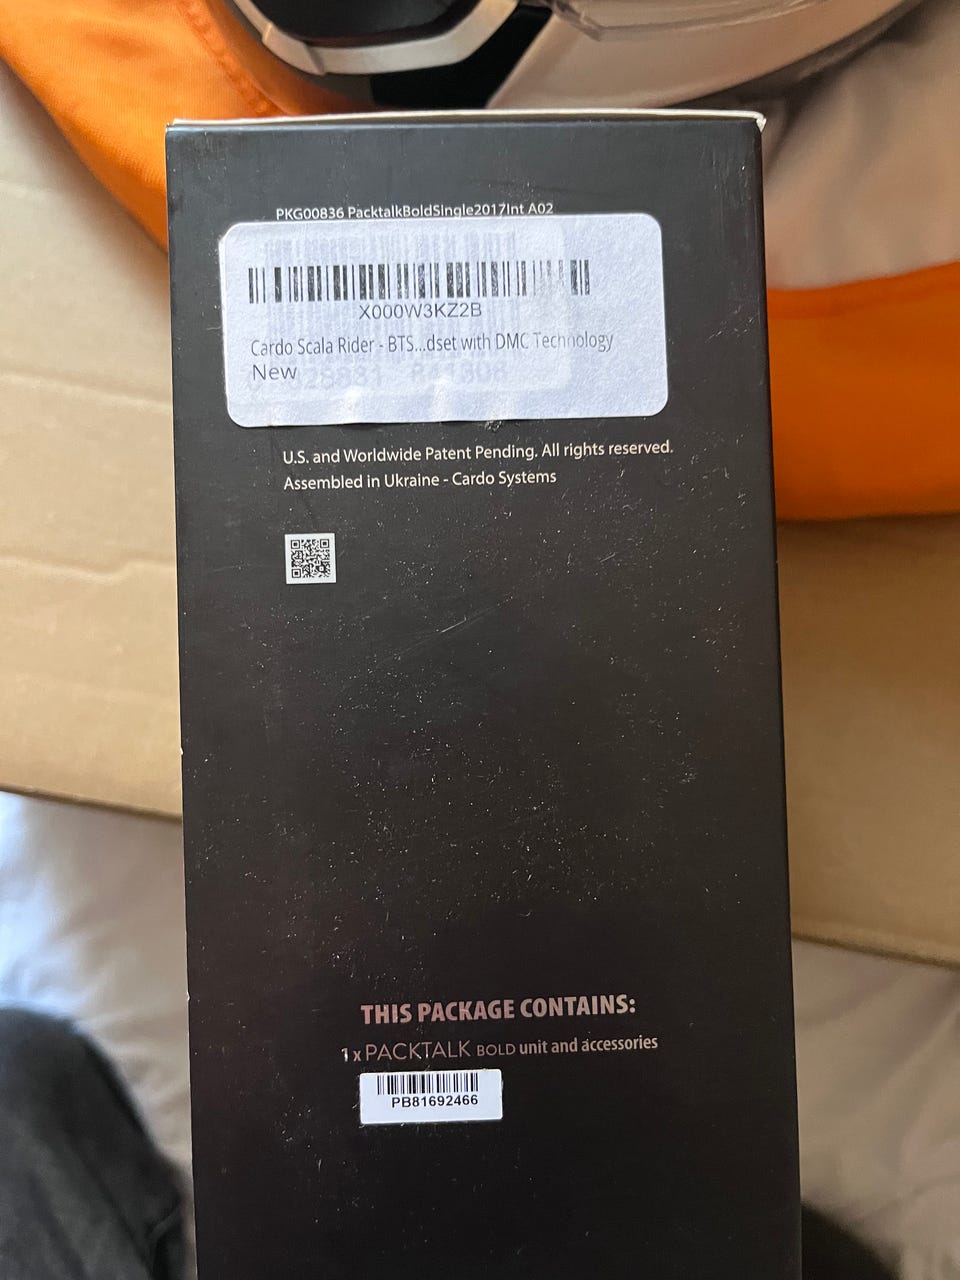 PKG00836 PacktalkBoldSingle2017Int A02
X000W3KZ2B
Cardo Scala Rider - BTS...dset with DMC Technology
New
U.S. and Worldwide Patent Pending. All rights reserved.
Assembled in Ukraine - Cardo Systems
THIS PACKAGE CONTAINS:
1 x PACKTALK BOLD unit and accessories
PB81692466